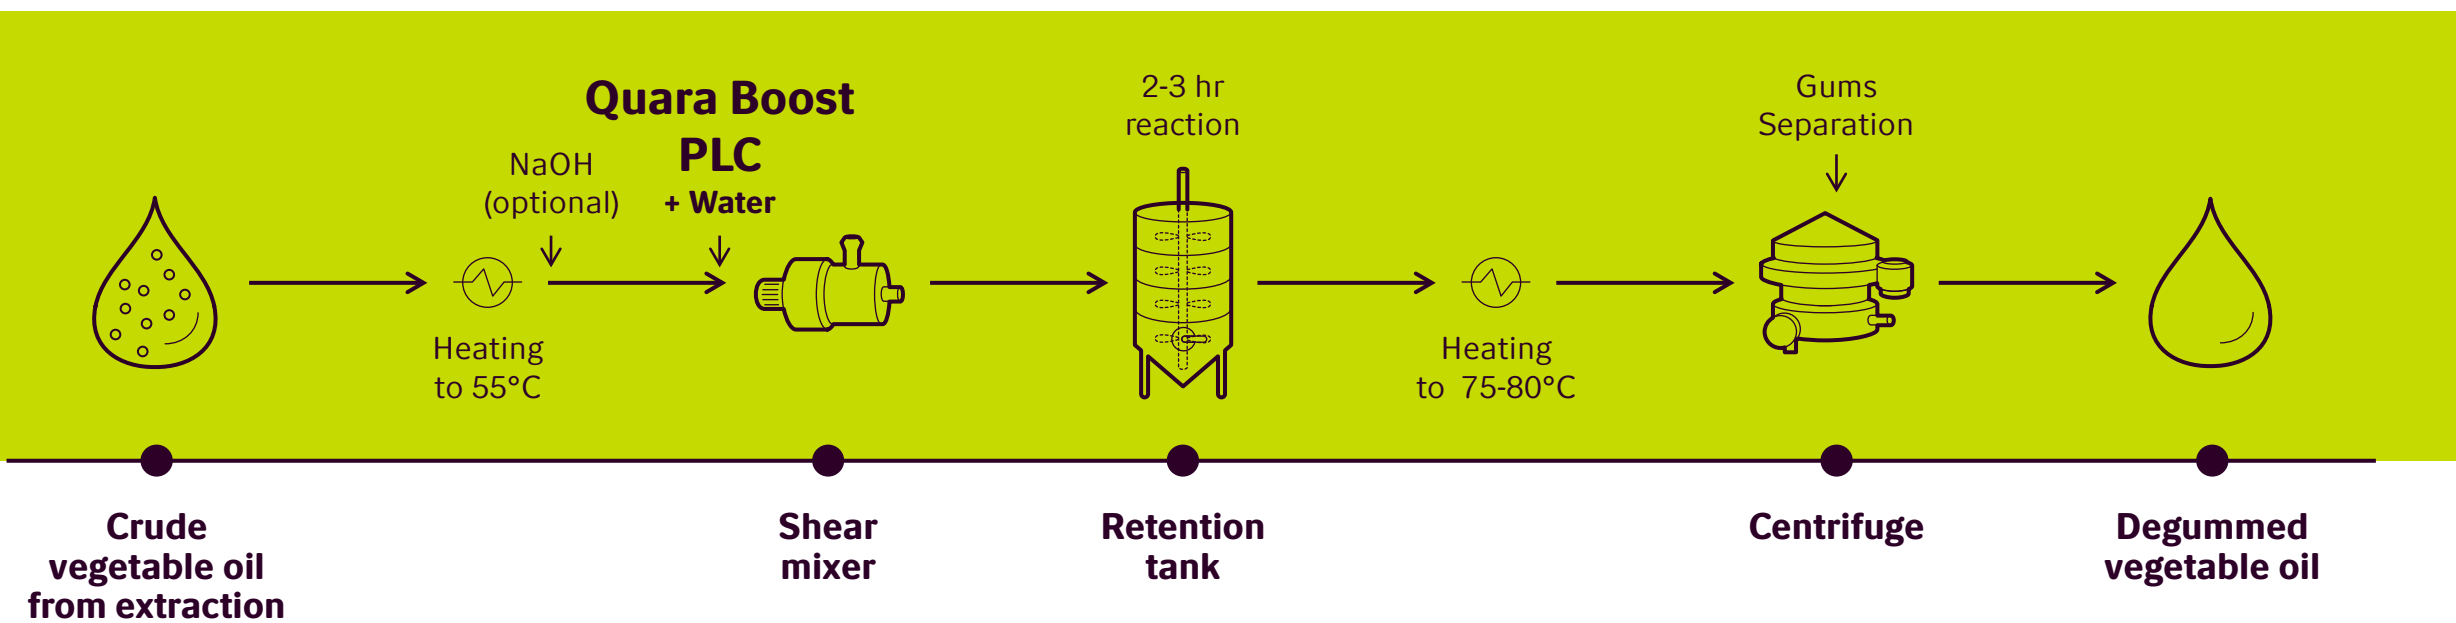 Quara Boost
PLC
+ Water
NaOH
(optional)
2-3 hr
reaction
Gums
Separation
Heating
to 55°C
Heating
to 75-80°C
Crude
vegetable oil
from extraction
Shear
mixer
Retention
tank
Centrifuge
Degummed
vegetable oil